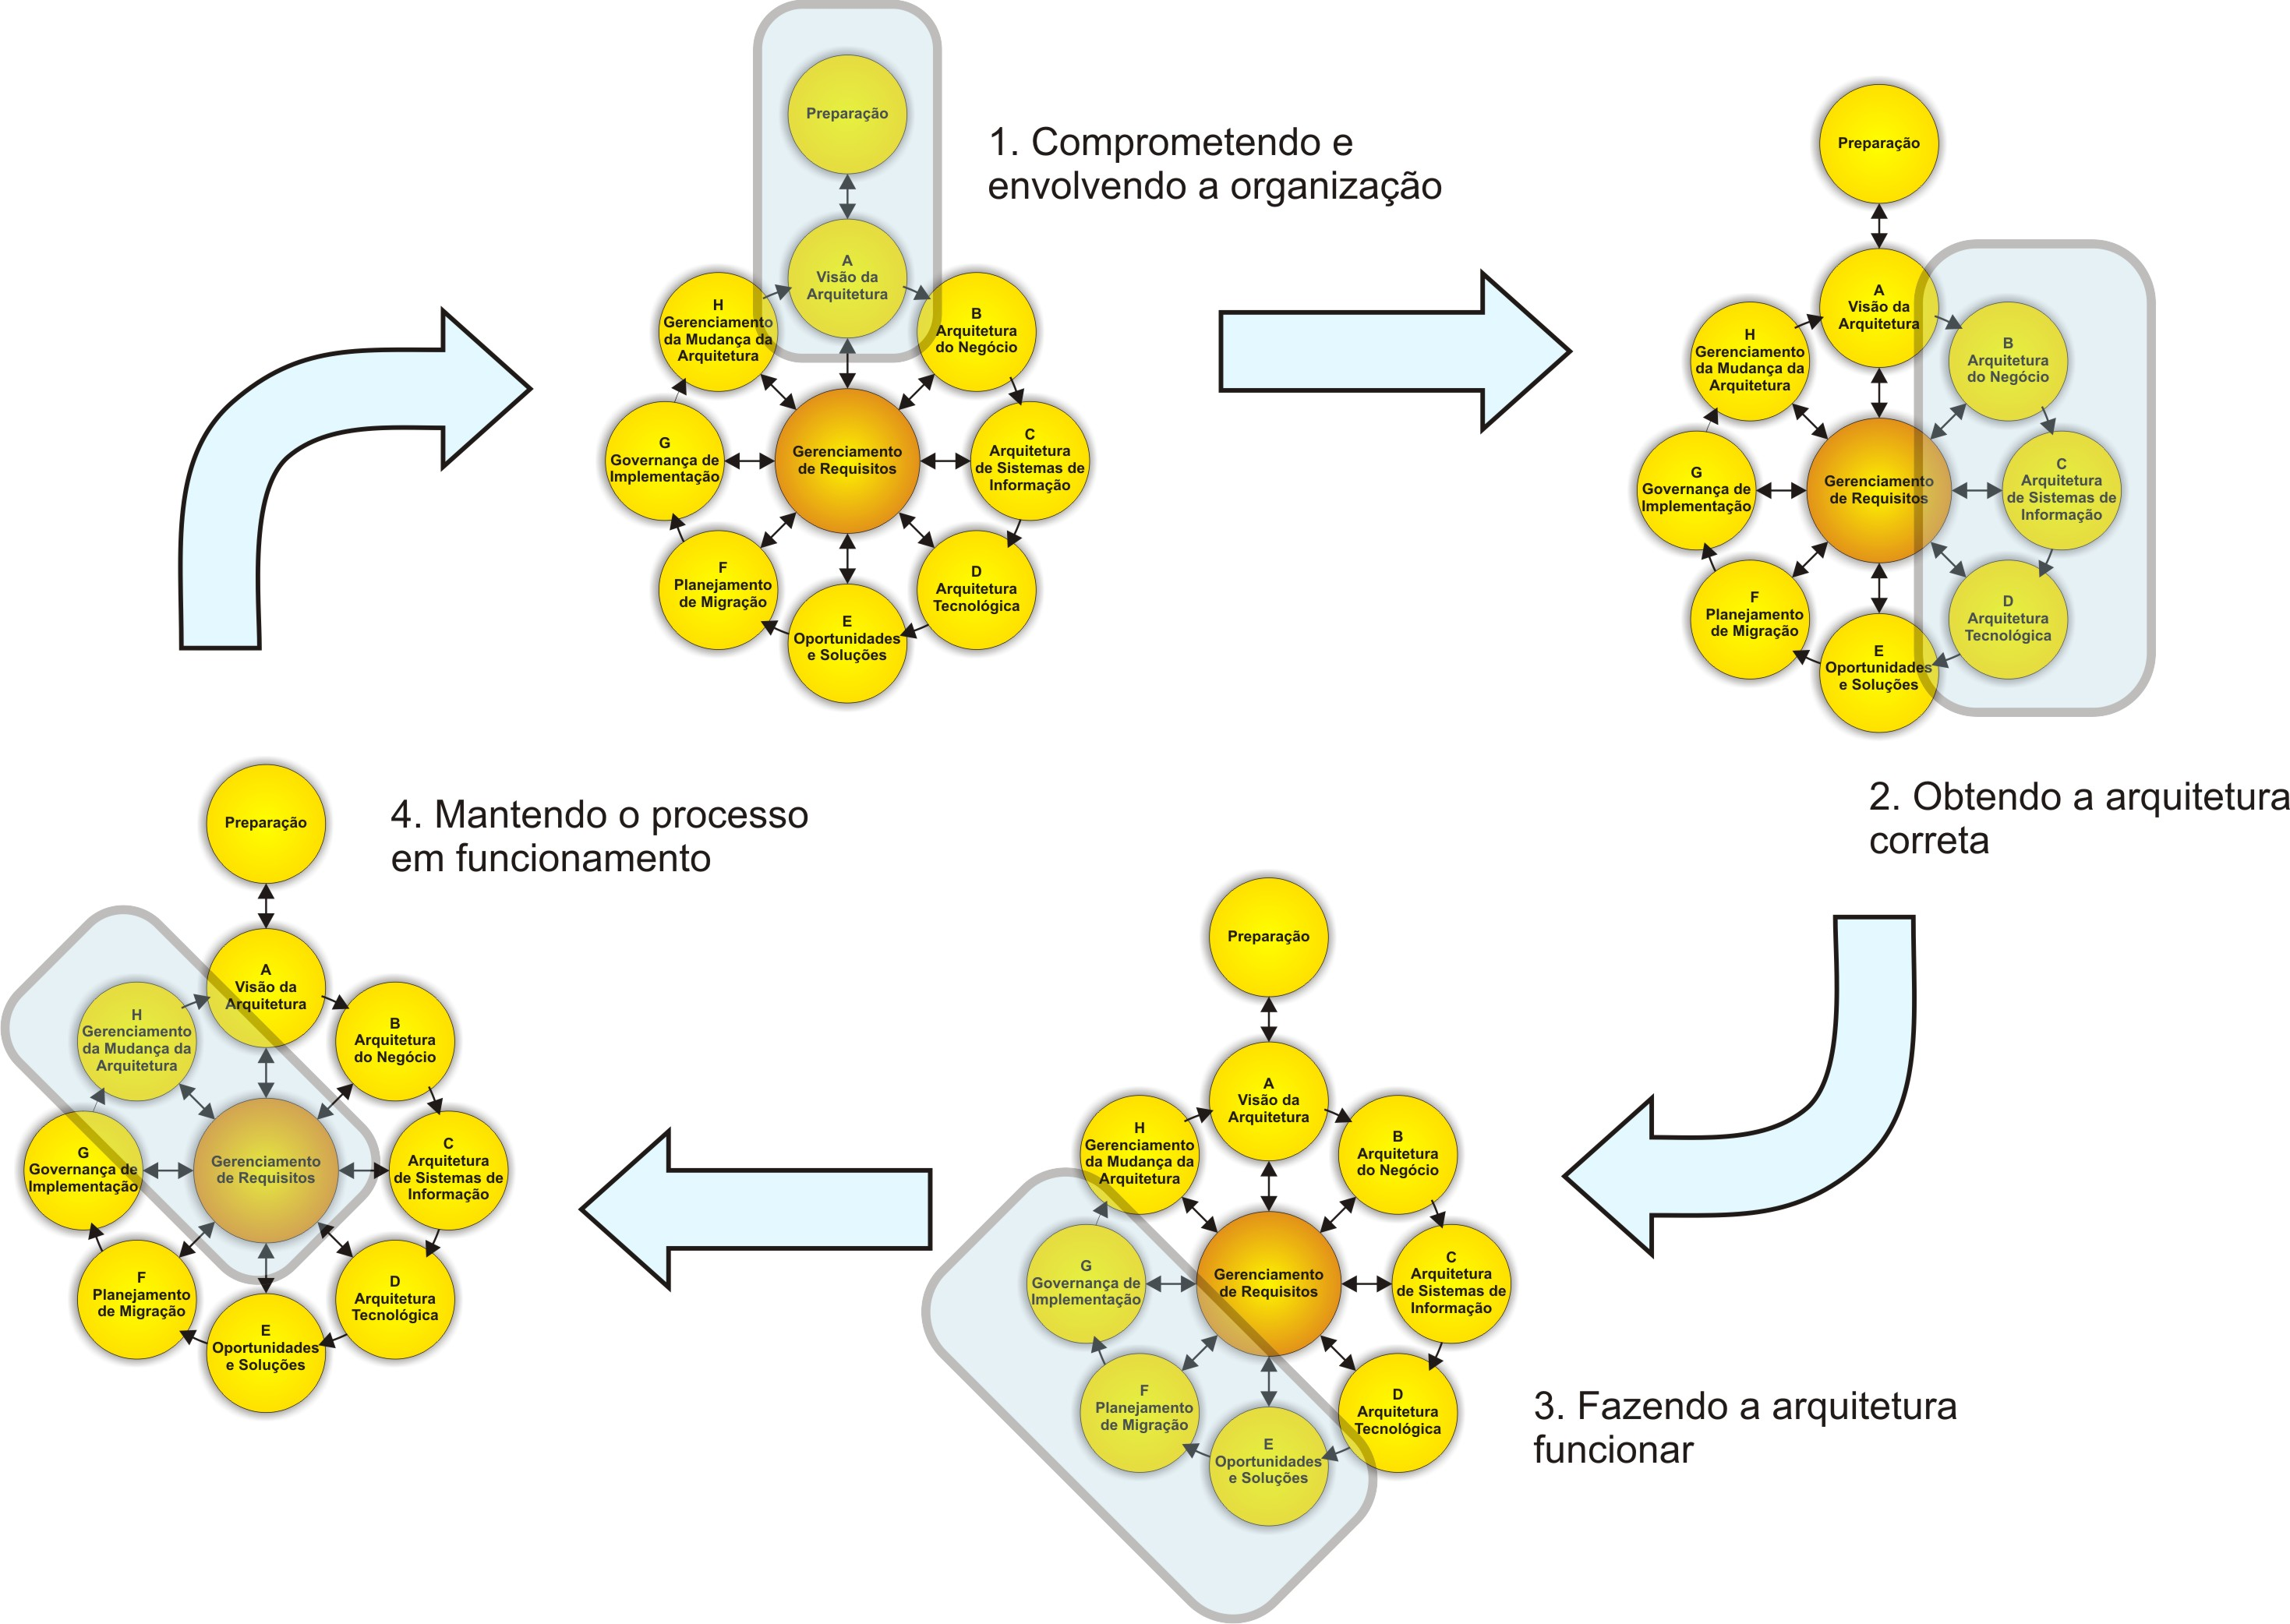 Preparação
A
Visão da
Arquitetura
H
Gerenciamento
da Mudança da
Arquitetura
B
Arquitetura
do Negócio
G
Governança de
Implementação
Gerenciamento
de Requisitos
C
Arquitetura
de Sistemas de
Informação
F
Planejamento
de Migração
D
Arquitetura
Tecnológica
E
Oportunidades
e Soluções
1. Comprometendo e
envolvendo a organização
Preparação
A
Visão da
Arquitetura
H
Gerenciamento
da Mudança da
Arquitetura
B
Arquitetura
do Negócio
G
Governança de
Implementação
Gerenciamento
de Requisitos
C
Arquitetura
de Sistemas de
Informação
F
Planejamento
de Migração
D
Arquitetura
Tecnológica
E
Oportunidades
e Soluções
2. Obtendo a arquitetura
correta
Preparação
A
Visão da
Arquitetura
H
Gerenciamento
da Mudança da
Arquitetura
B
Arquitetura
do Negócio
G
Governança de
Implementação
Gerenciamento
de Requisitos
C
Arquitetura
de Sistemas de
Informação
F
Planejamento
de Migração
D
Arquitetura
Tecnológica
E
Oportunidades
e Soluções
3. Fazendo a arquitetura
funcionar
4. Mantendo o processo
em funcionamento
Preparação
A
Visão da
Arquitetura
H
Gerenciamento
da Mudança da
Arquitetura
B
Arquitetura
do Negócio
G
Governança de
Implementação
Gerenciamento
de Requisitos
C
Arquitetura
de Sistemas de
Informação
F
Planejamento
de Migração
D
Arquitetura
Tecnológica
E
Oportunidades
e Soluções